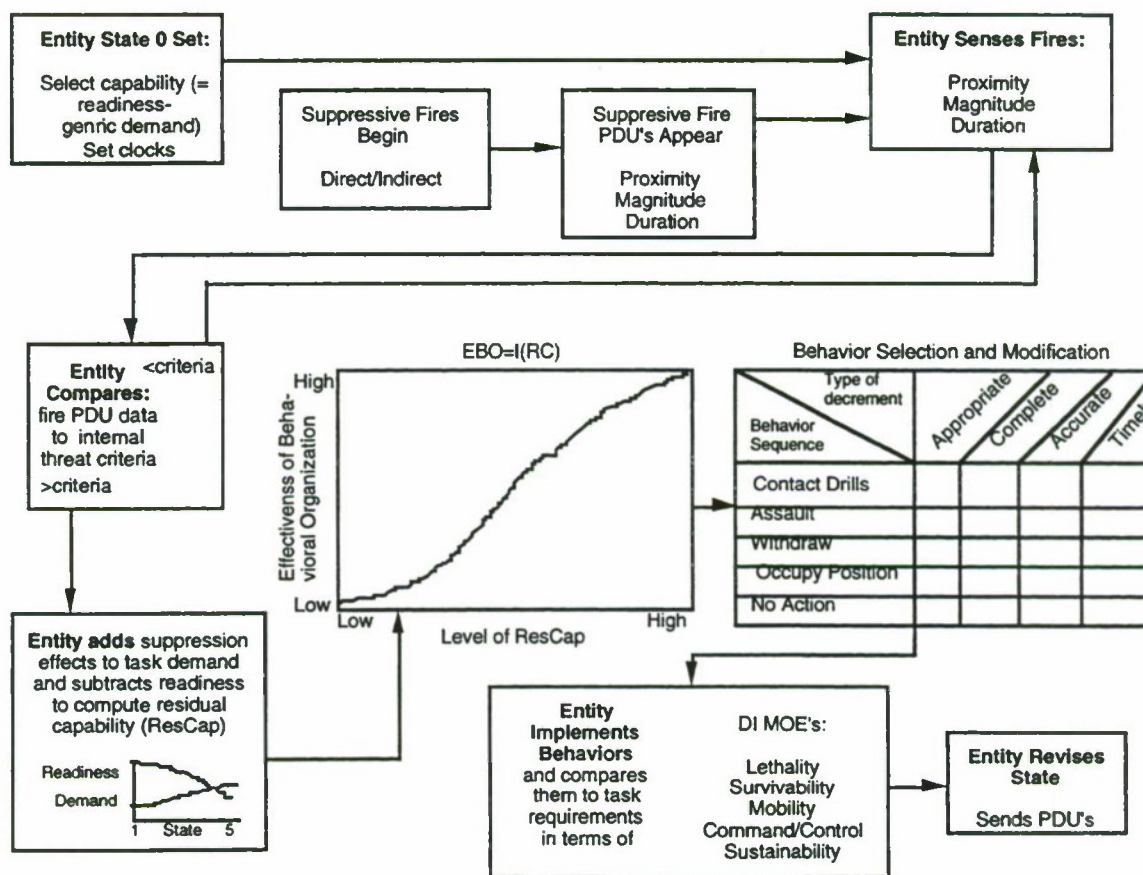 Entity State 0 Set:
Select capability (=
readiness-
genric demand)
Set clocks
Suppressive Fires
Begin
Direct/Indirect
Suppresive Fire
PDU's Appear
Proximity
Magnitude
Duration
Entity Senses Fires:
Proximity
Magnitude
Duration
<criteria
Entity
Compares:
fire PDU data
to internal
threat criteria
>criteria
Entity adds suppression
effects to task demand
and subtracts readiness
to compute residual
capability (ResCap)
Readiness
Demand
1 State 5
EBO=I(RC)
High
Effectivenss of Beha-
vioral Organization
Low
Low High
Level of ResCap
Behavior Selection and Modification
Type of
decrement
Behavior
Sequence
Appropriate
Complete
Accurate
Contact Drills
Assault
Withdraw
Occupy Position
No Action
Entity
Implements
Behaviors
and compares
them to task
requirements
in terms of
DI MOE's:
Lethality
Survivability
Mobility
Command/Control
Sustainability
Entity Revises
State
Sends PDU's